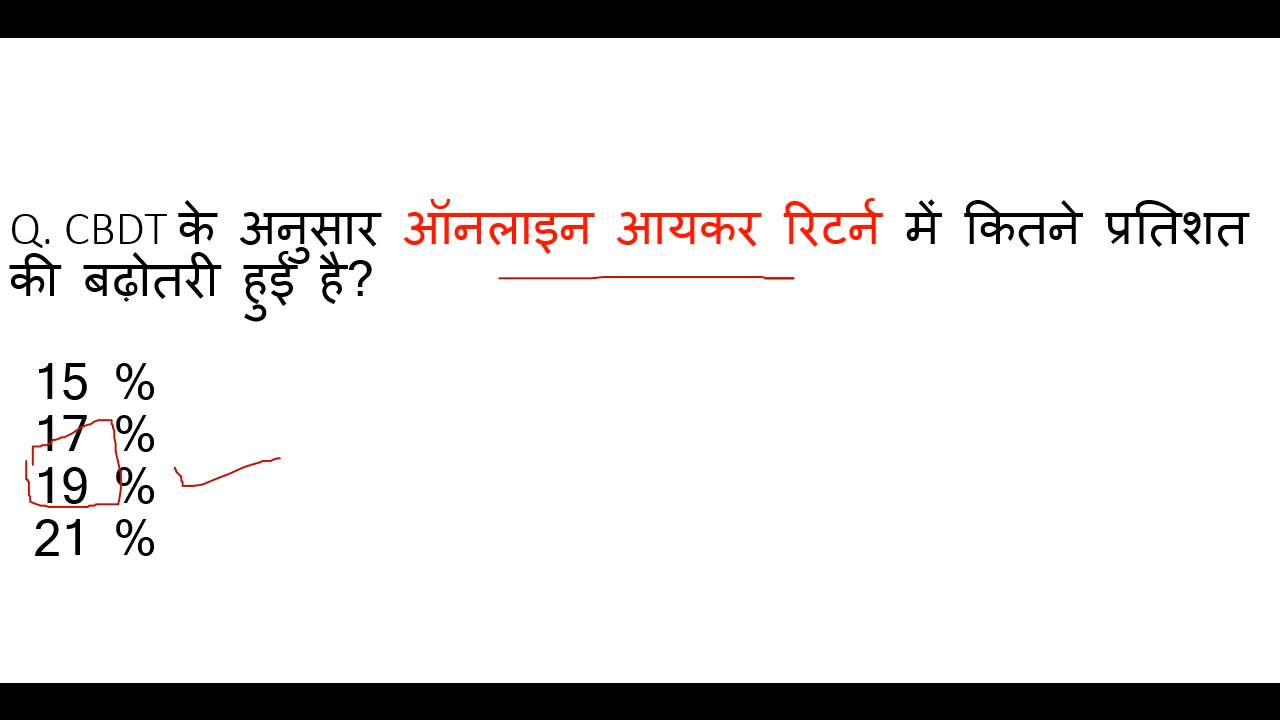 Q. CBDT के अनुसार ऑनलाइन आयकर रिटर्न में कितने प्रतिशत
की बढ़ोतरी हुई है?
15 %
17 %
19 %
21 %